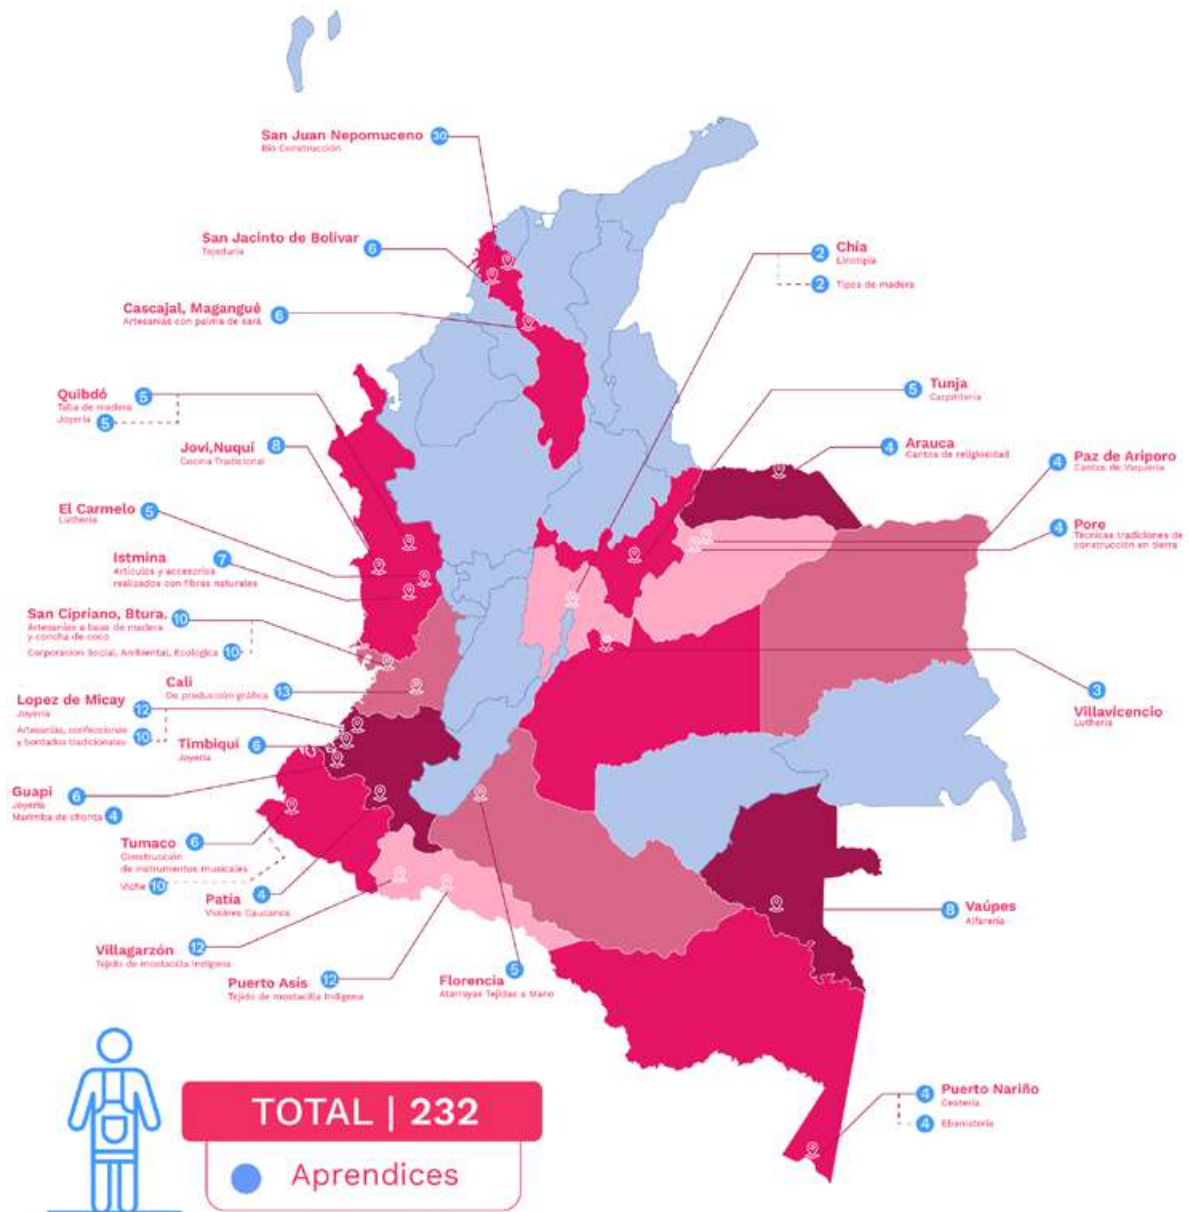 San Juan Nepomuceno 30
Bio Construcción
San Jacinto de Bolívar 6
Tejeduría
Cascajal, Magangué 6
Artesanías con palma de sará
Quibdó 5
Talla de madera
Joyería 5
Joví,Nuquí 8
Cocina Tradicional
El Carmelo 5
Luthería
Istmina 7
Artículos y accesorios
realizados con fibras naturales
San Cipriano, Btura. 10
Artesanías a base de madera
y concha de coco
Corporacion Social, Ambiental, Ecologica 10
Cali 13
De producción gráfica
Lopez de Micay 12
Joyería
Artesanías, confecciones
y bordados tradicionales 10
Timbiquí 6
Joyería
Guapi 6
Joyería
Marimba de chonta 4
Tumaco 6
Construcción
de instrumentos musicales
Viche 10
Patía 4
Violines Caucanos
Villagarzón 12
Tejido de mostacilla Indígena
Puerto Asís 12
Tejido de mostacilla Indígena
Florencia 5
Atarrayas Tejidas a Mano
2 Chía
Linotipia
2 Tipos de madera
5 Tunja
Carpintería
4 Arauca
Cantos de religiosidad
4 Paz de Ariporo
Cantos de Vaquería
4 Pore
Técnicas tradiciones de
construcción en tierra
3
Villavicencio
Luthería
8 Vaúpes
Alfarería
4 Puerto Nariño
Cestería
4 Ebanistería
TOTAL | 232
Aprendices